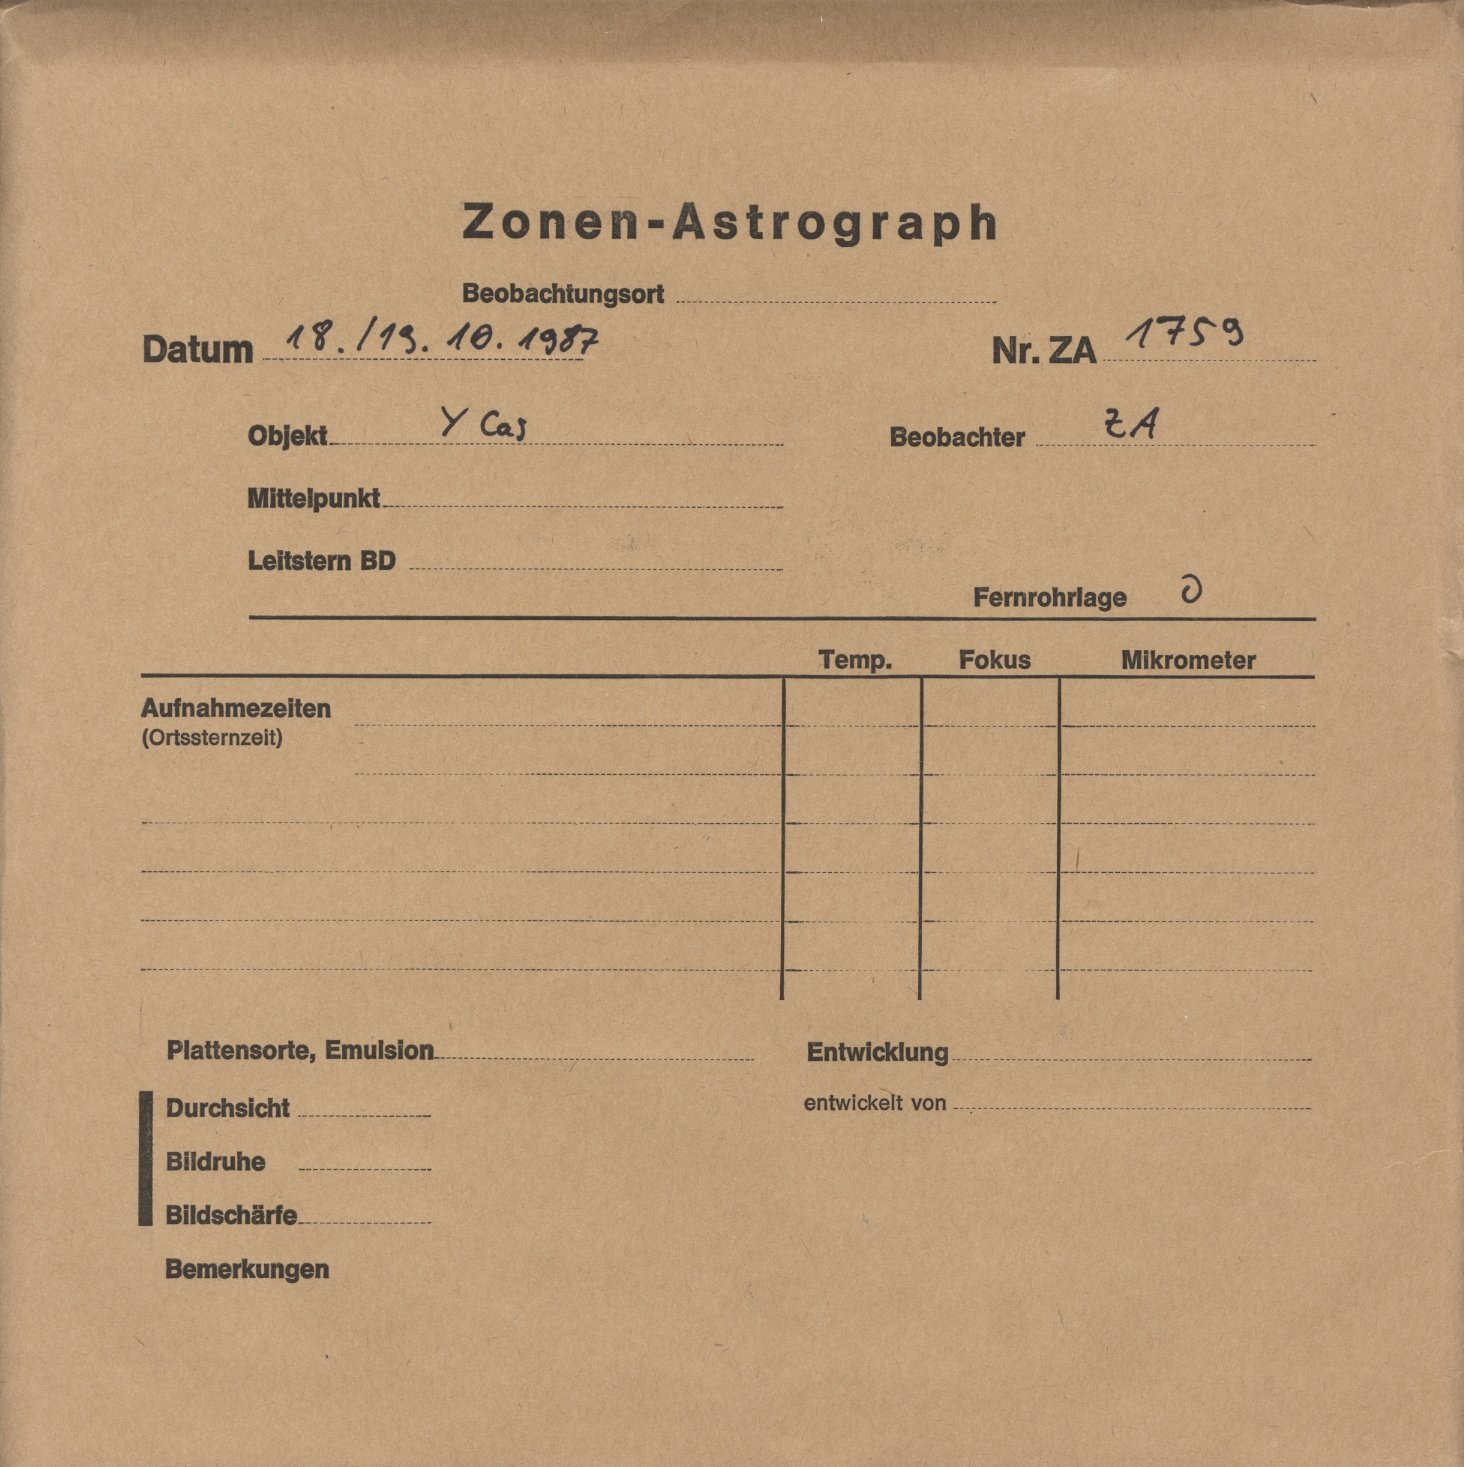 Zonen-Astrograph
Beobachtungsort
Datum 18./19. 10. 1987 Nr. ZA 1759
Objekt Y Cas Beobachter ZA
Mittelpunkt
Leitstern BD
Fernrohrlage O
Temp. Fokus Mikrometer
Aufnahmezeiten
(Ortssternzeit)
Plattensorte, Emulsion Entwicklung
Durchsicht entwickelt von
Bildruhe
Bildschärfe
Bemerkungen